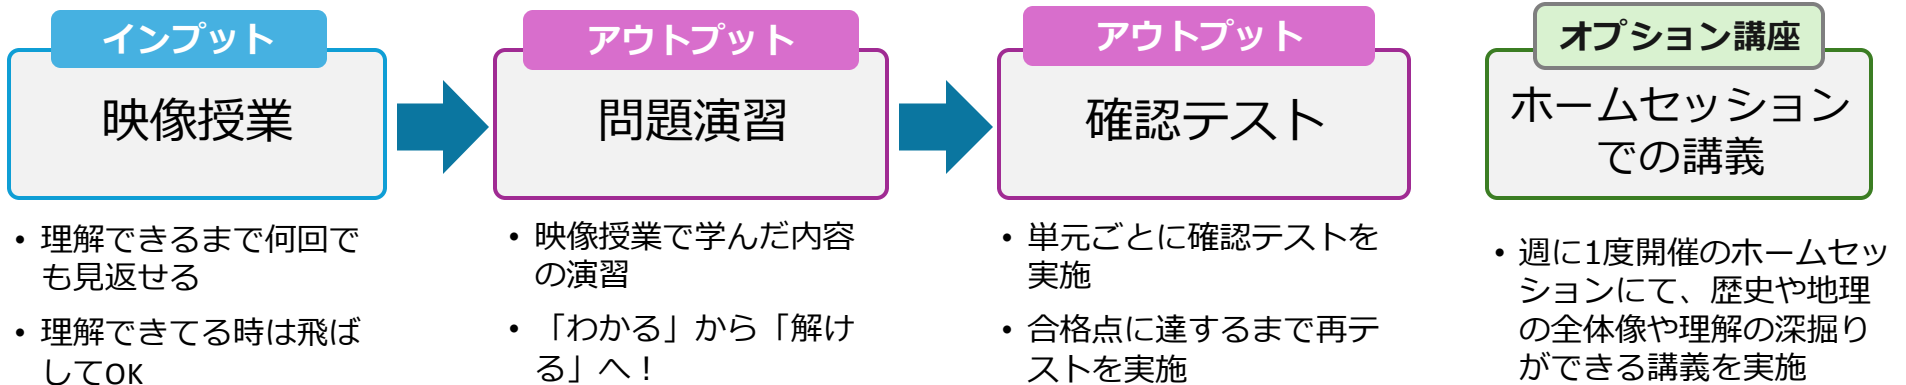 インプット
映像授業
• 理解できるまで何回で
も見返せる
• 理解できてる時は飛ば
してOK
アウトプット
問題演習
• 映像授業で学んだ内容
の演習
• 「わかる」から「解け
る」へ！
アウトプット
確認テスト
• 単元ごとに確認テストを
実施
• 合格点に達するまで再テ
ストを実施
オプション講座
ホームセッション
での講義
• 週に1度開催のホームセッ
ションにて、歴史や地理
の全体像や理解の深掘り
ができる講義を実施